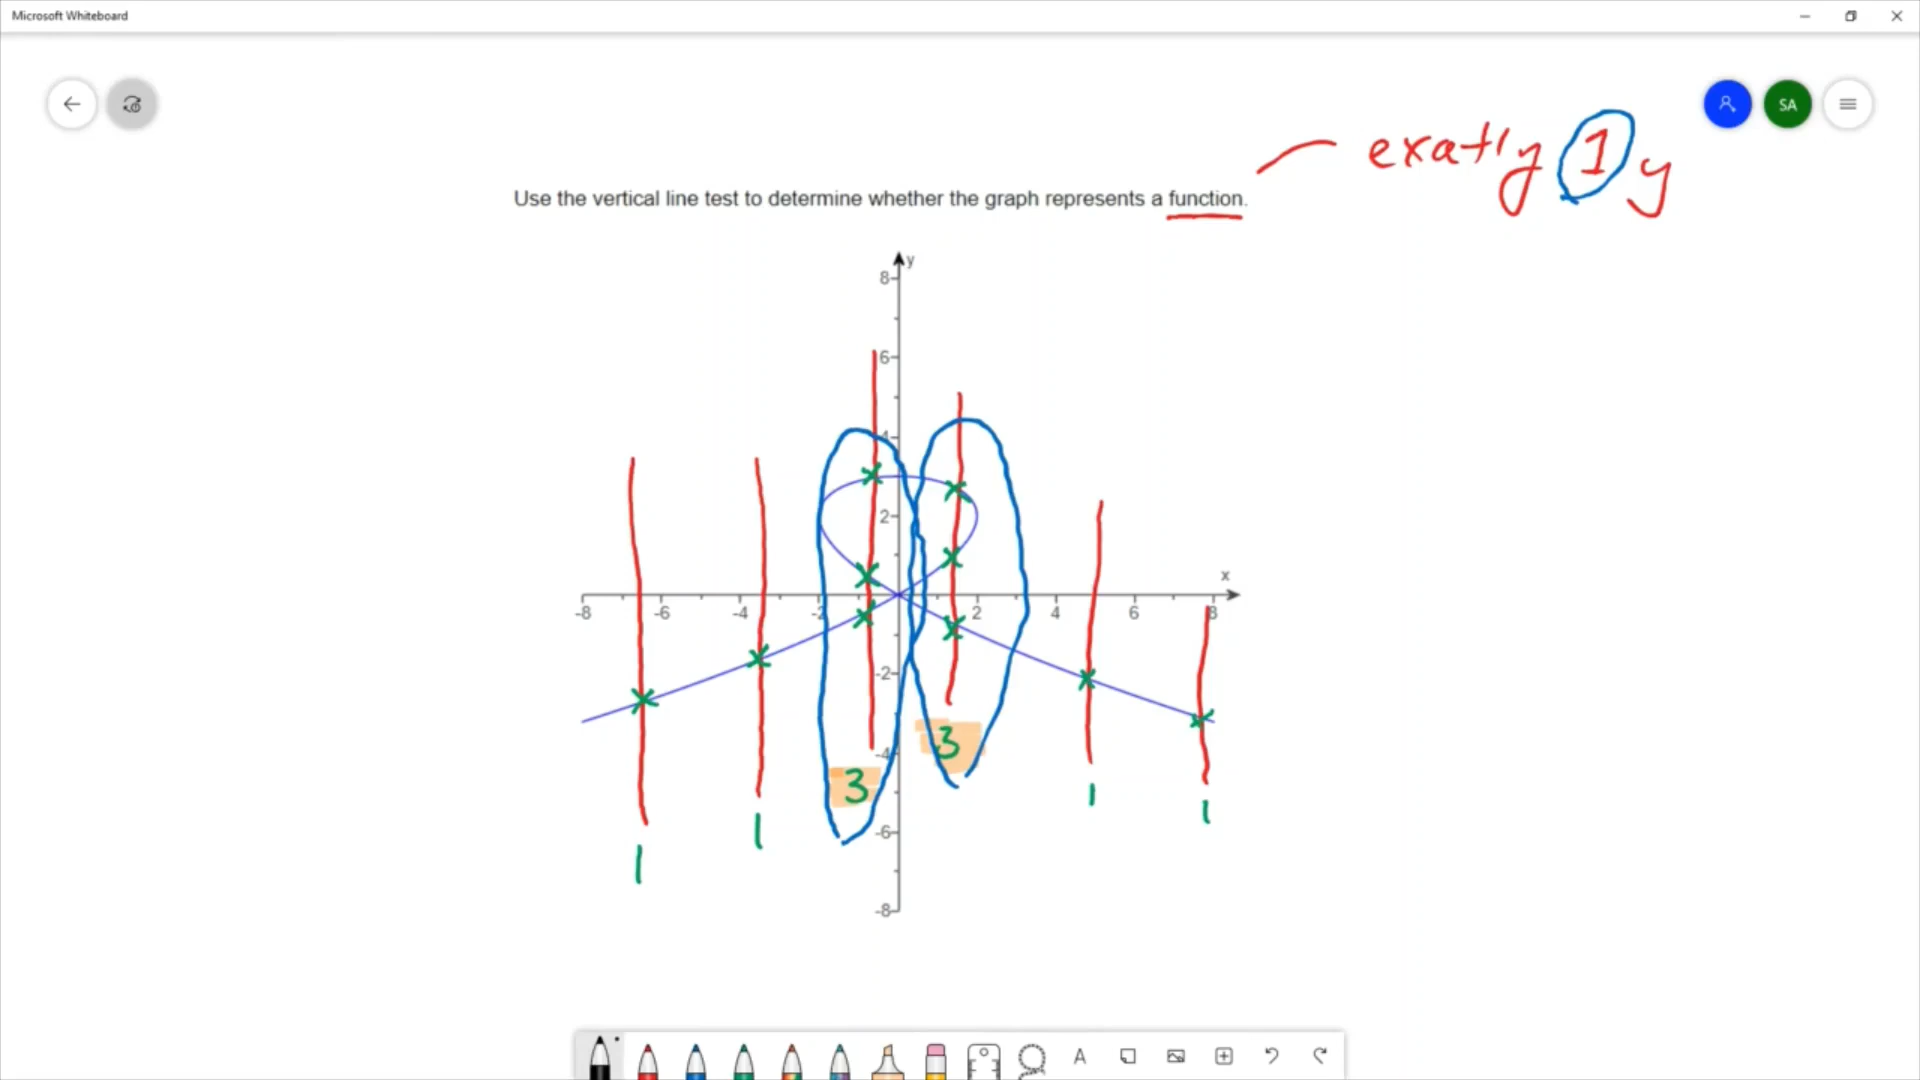 Microsoft Whiteboard
SA
exatly 1 y
Use the vertical line test to determine whether the graph represents a function.
y
8
6
4
2
x
-8 -6 -4 -2 2 4 6 8
-2
-4
3
3
-6
-8
1 1 1 1
A